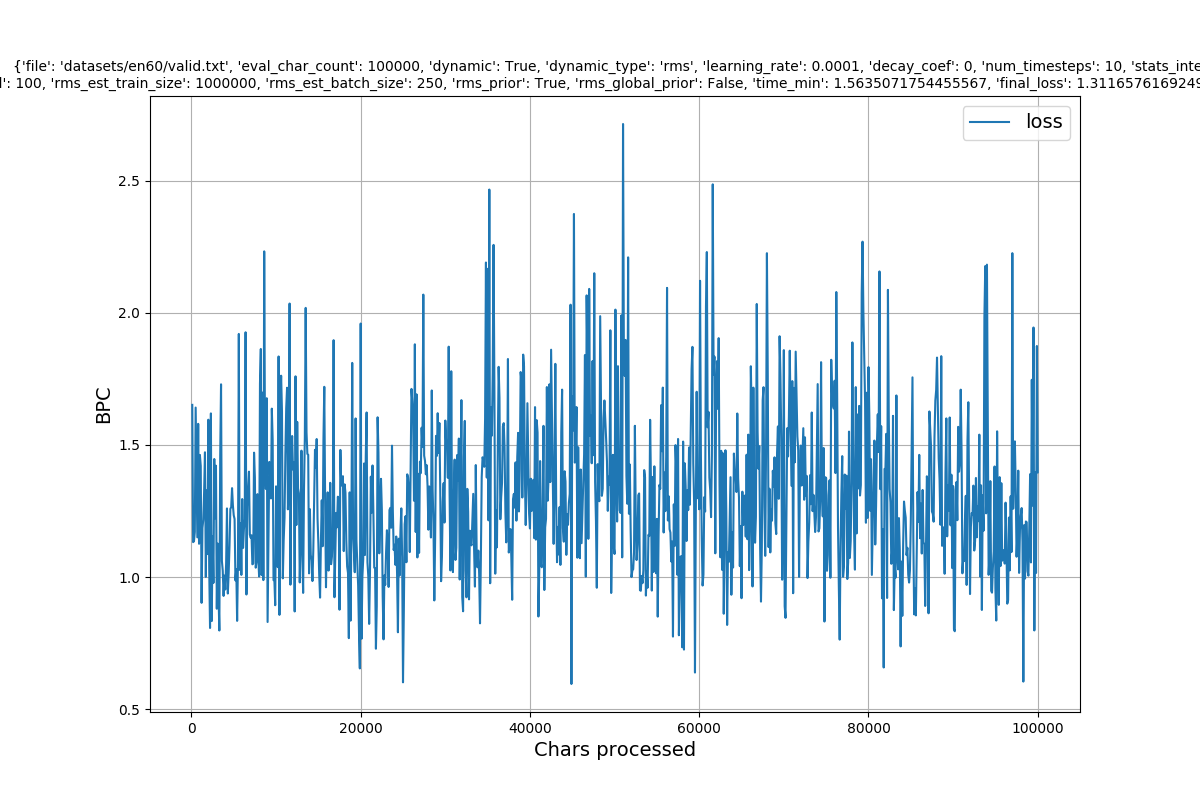 {'file': 'datasets/en60/valid.txt', 'eval_char_count': 100000, 'dynamic': True, 'dynamic_type': 'rms', 'learning_rate': 0.0001, 'decay_coef': 0, 'num_timesteps': 10, 'stats_inte
': 100, 'rms_est_train_size': 1000000, 'rms_est_batch_size': 250, 'rms_prior': True, 'rms_global_prior': False, 'time_min': 1.5635071754455567, 'final_loss': 1.3116576169249
loss
2.5
2.0
1.5
1.0
0.5
BPC
0 20000 40000 60000 80000 100000
Chars processed